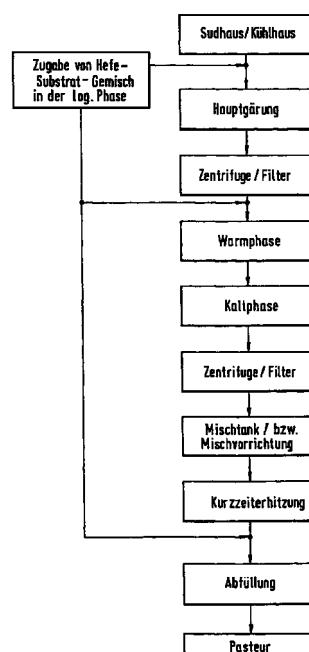 Sudhaus/Kühlhaus
Zugabe von Hefe-
Substrat-Gemisch
in der log. Phase
Hauptgärung
Zentrifuge/Filter
Warmphase
Kaltphase
Zentrifuge/Filter
Mischtank/bzw.
Mischvorrichtung
Kurzzeiterhitzung
Abfüllung
Pasteur